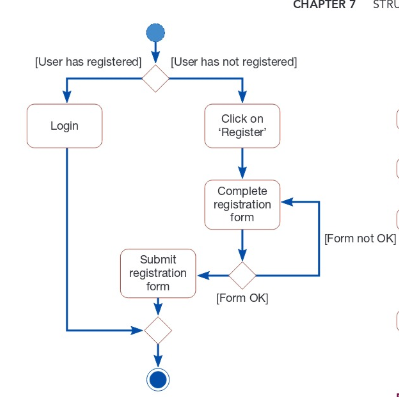 CHAPTER 7 STRU
[User has registered] [User has not registered]
Login
Click on
‘Register’
Complete
registration
form
[Form not OK]
Submit
registration
form
[Form OK]